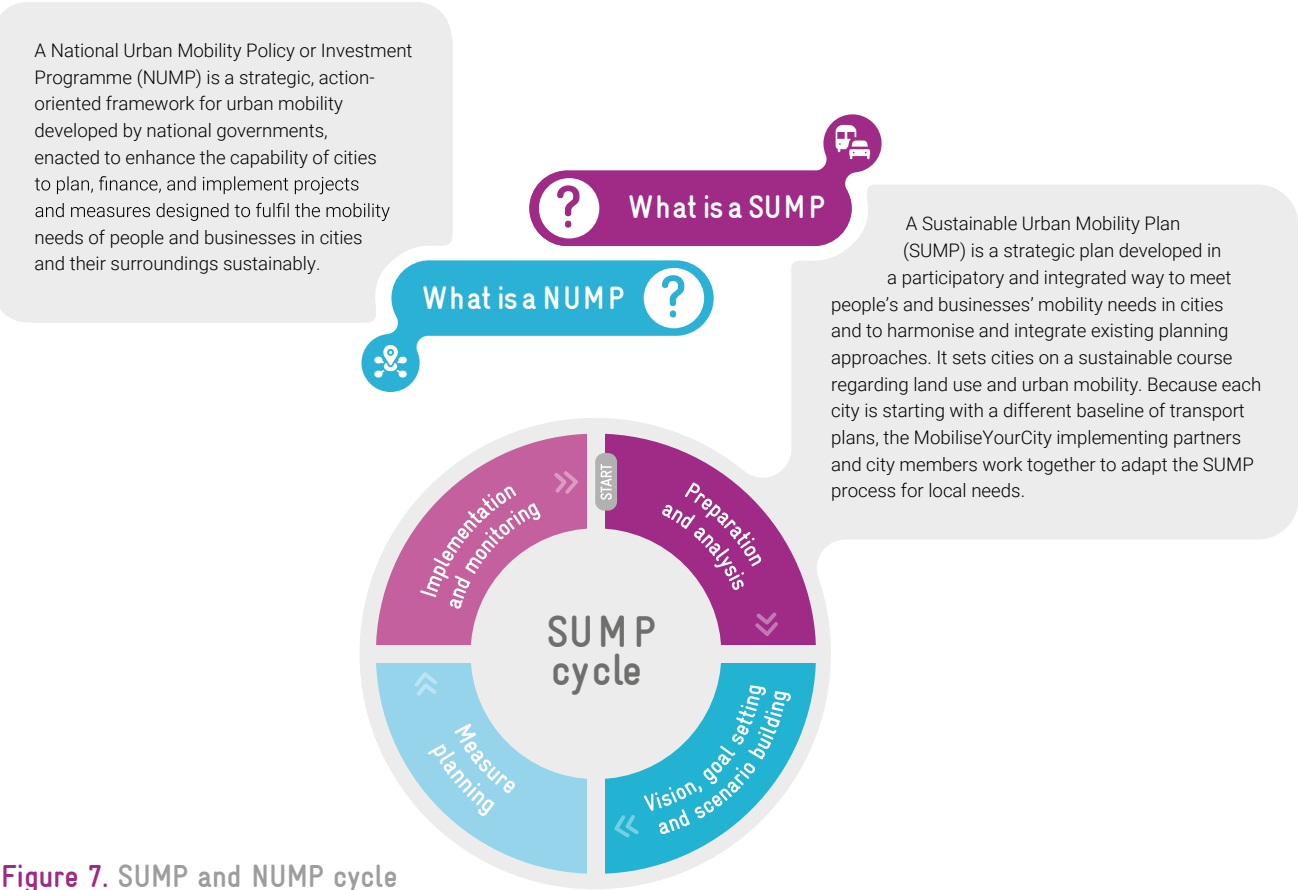 A National Urban Mobility Policy or Investment
Programme (NUMP) is a strategic, action-
oriented framework for urban mobility
developed by national governments,
enacted to enhance the capability of cities
to plan, finance, and implement projects
and measures designed to fulfil the mobility
needs of people and businesses in cities
and their surroundings sustainably.
? What is a SUMP
What is a NUMP ?
A Sustainable Urban Mobility Plan
(SUMP) is a strategic plan developed in
a participatory and integrated way to meet
people's and businesses' mobility needs in cities
and to harmonise and integrate existing planning
approaches. It sets cities on a sustainable course
regarding land use and urban mobility. Because each
city is starting with a different baseline of transport
plans, the MobiliseYourCity implementing partners
and city members work together to adapt the SUMP
process for local needs.
START
Preparation
and analysis
Vision, goal setting
and scenario building
Measure
planning
Implementation
and monitoring
SUMP
cycle
Figure 7. SUMP and NUMP cycle